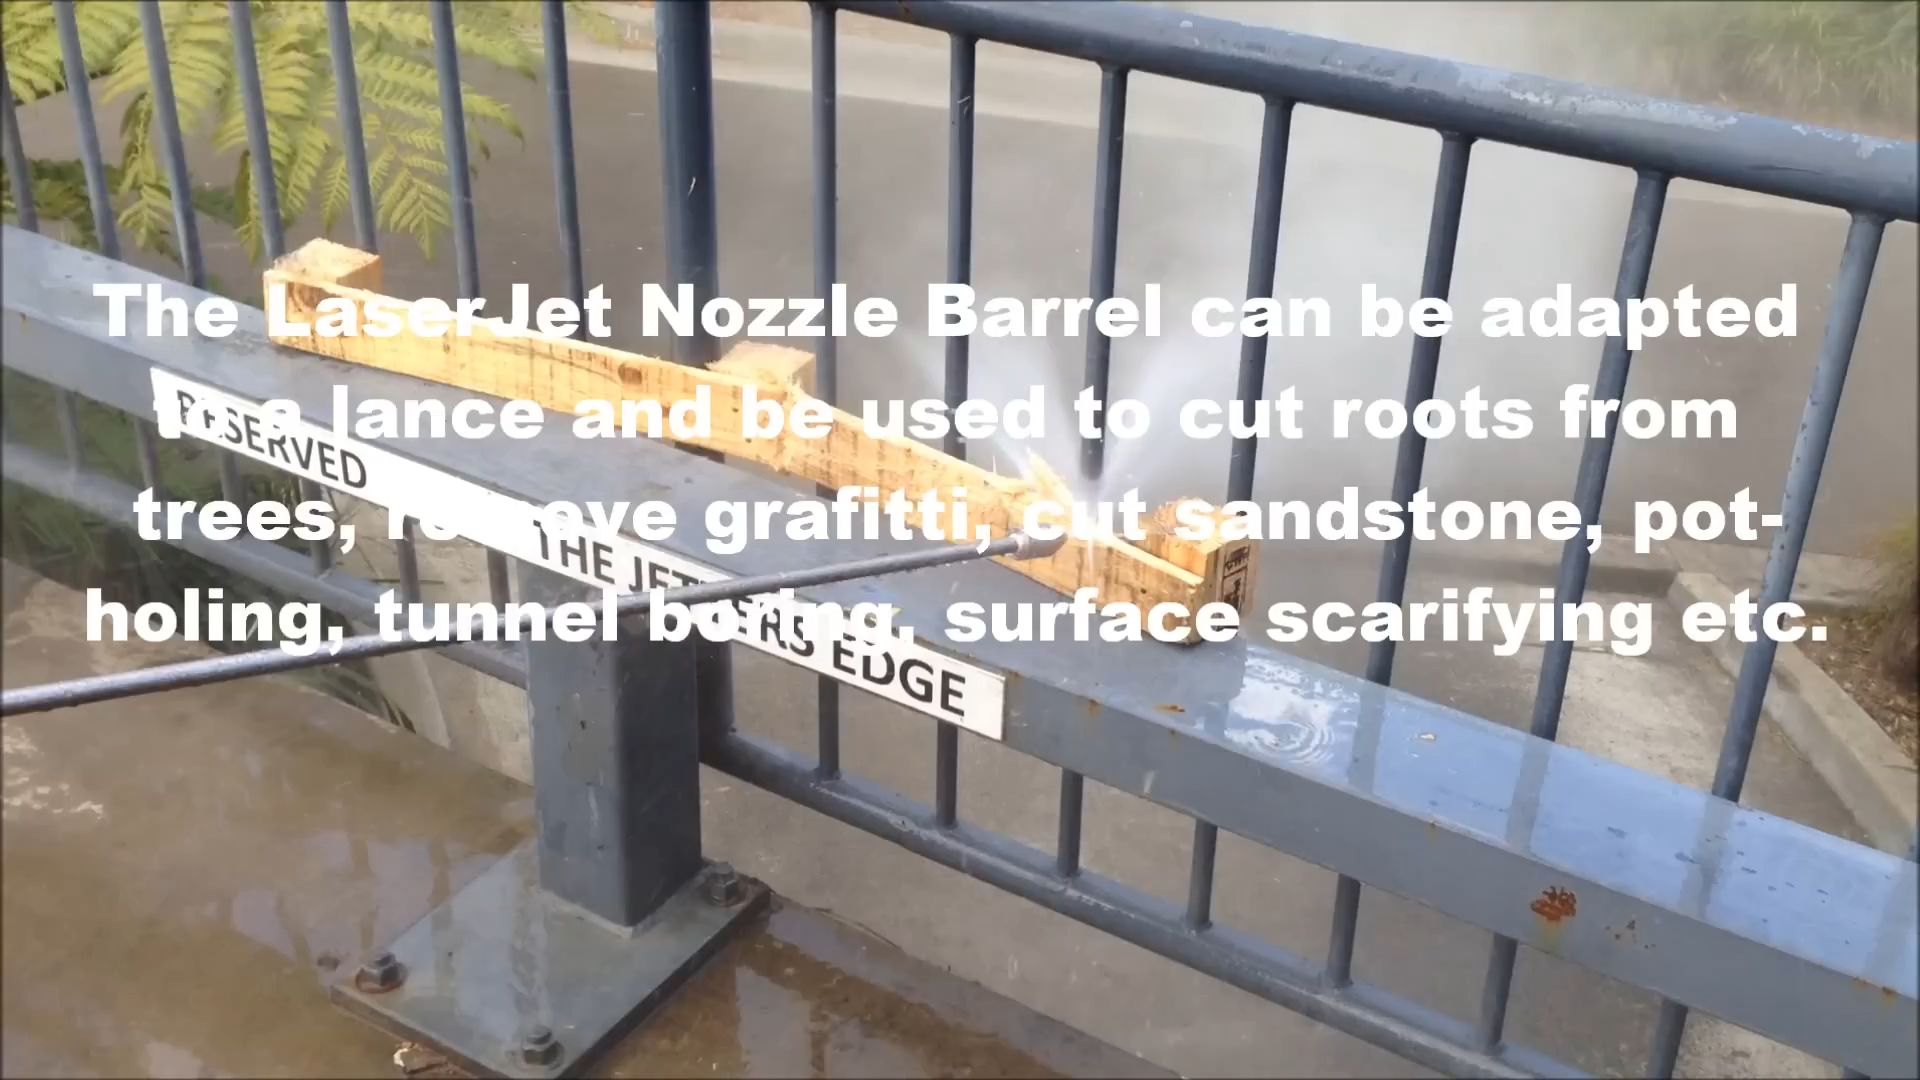 The LaserJet Nozzle Barrel can be adapted
to a lance and be used to cut roots from
trees, remove grafitti, cut sandstone, pot-
holing, tunnel boring, surface scarifying etc.
RESERVED
THE JETTERS EDGE